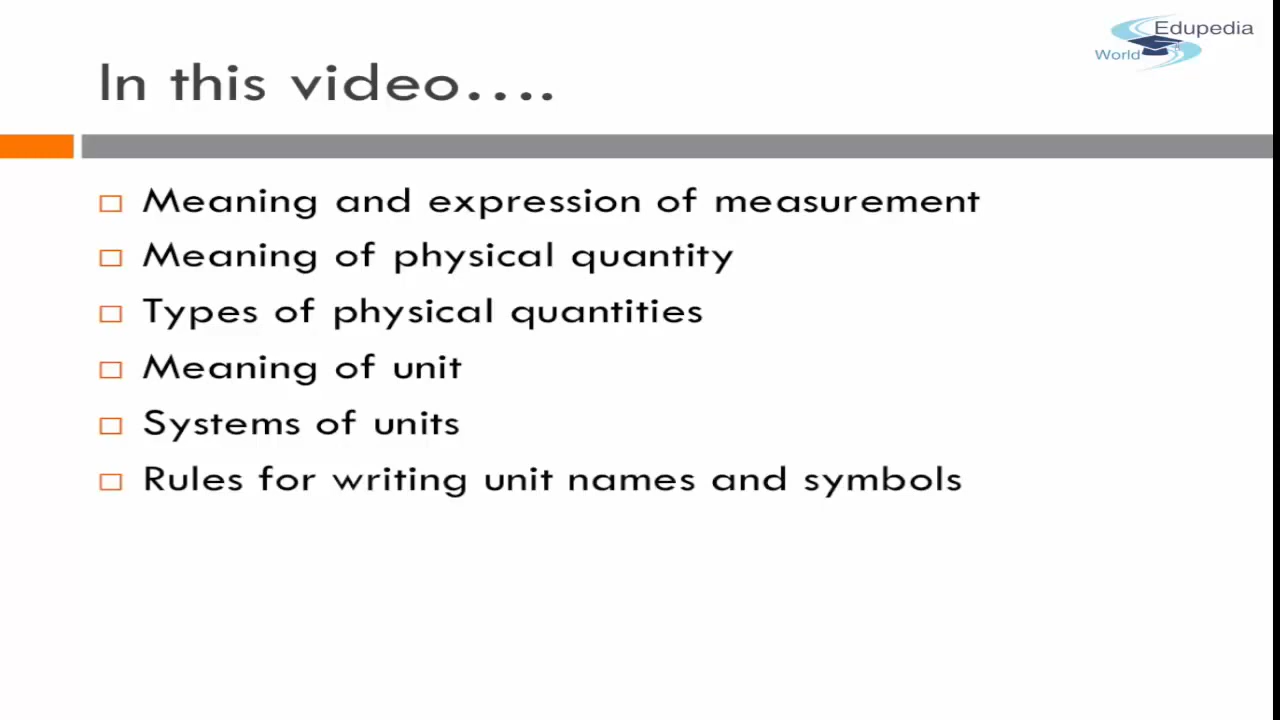 Edupedia
World
In this video....
Meaning and expression of measurement
Meaning of physical quantity
Types of physical quantities
Meaning of unit
Systems of units
Rules for writing unit names and symbols